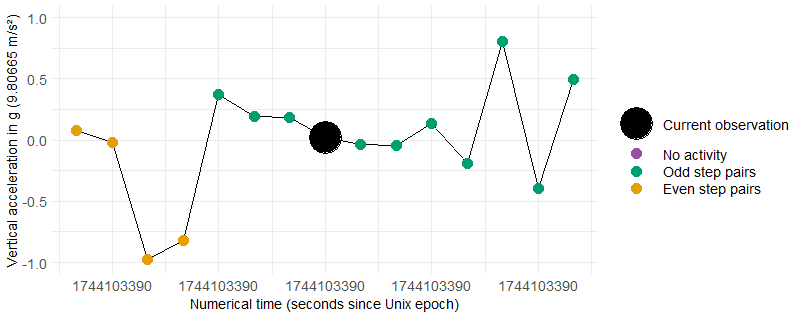 Vertical acceleration in g (9.80665 m/s²)
1.0
0.5
0.0
-0.5
-1.0
1744103390 1744103390 1744103390 1744103390 1744103390
Numerical time (seconds since Unix epoch)
Current observation
No activity
Odd step pairs
Even step pairs